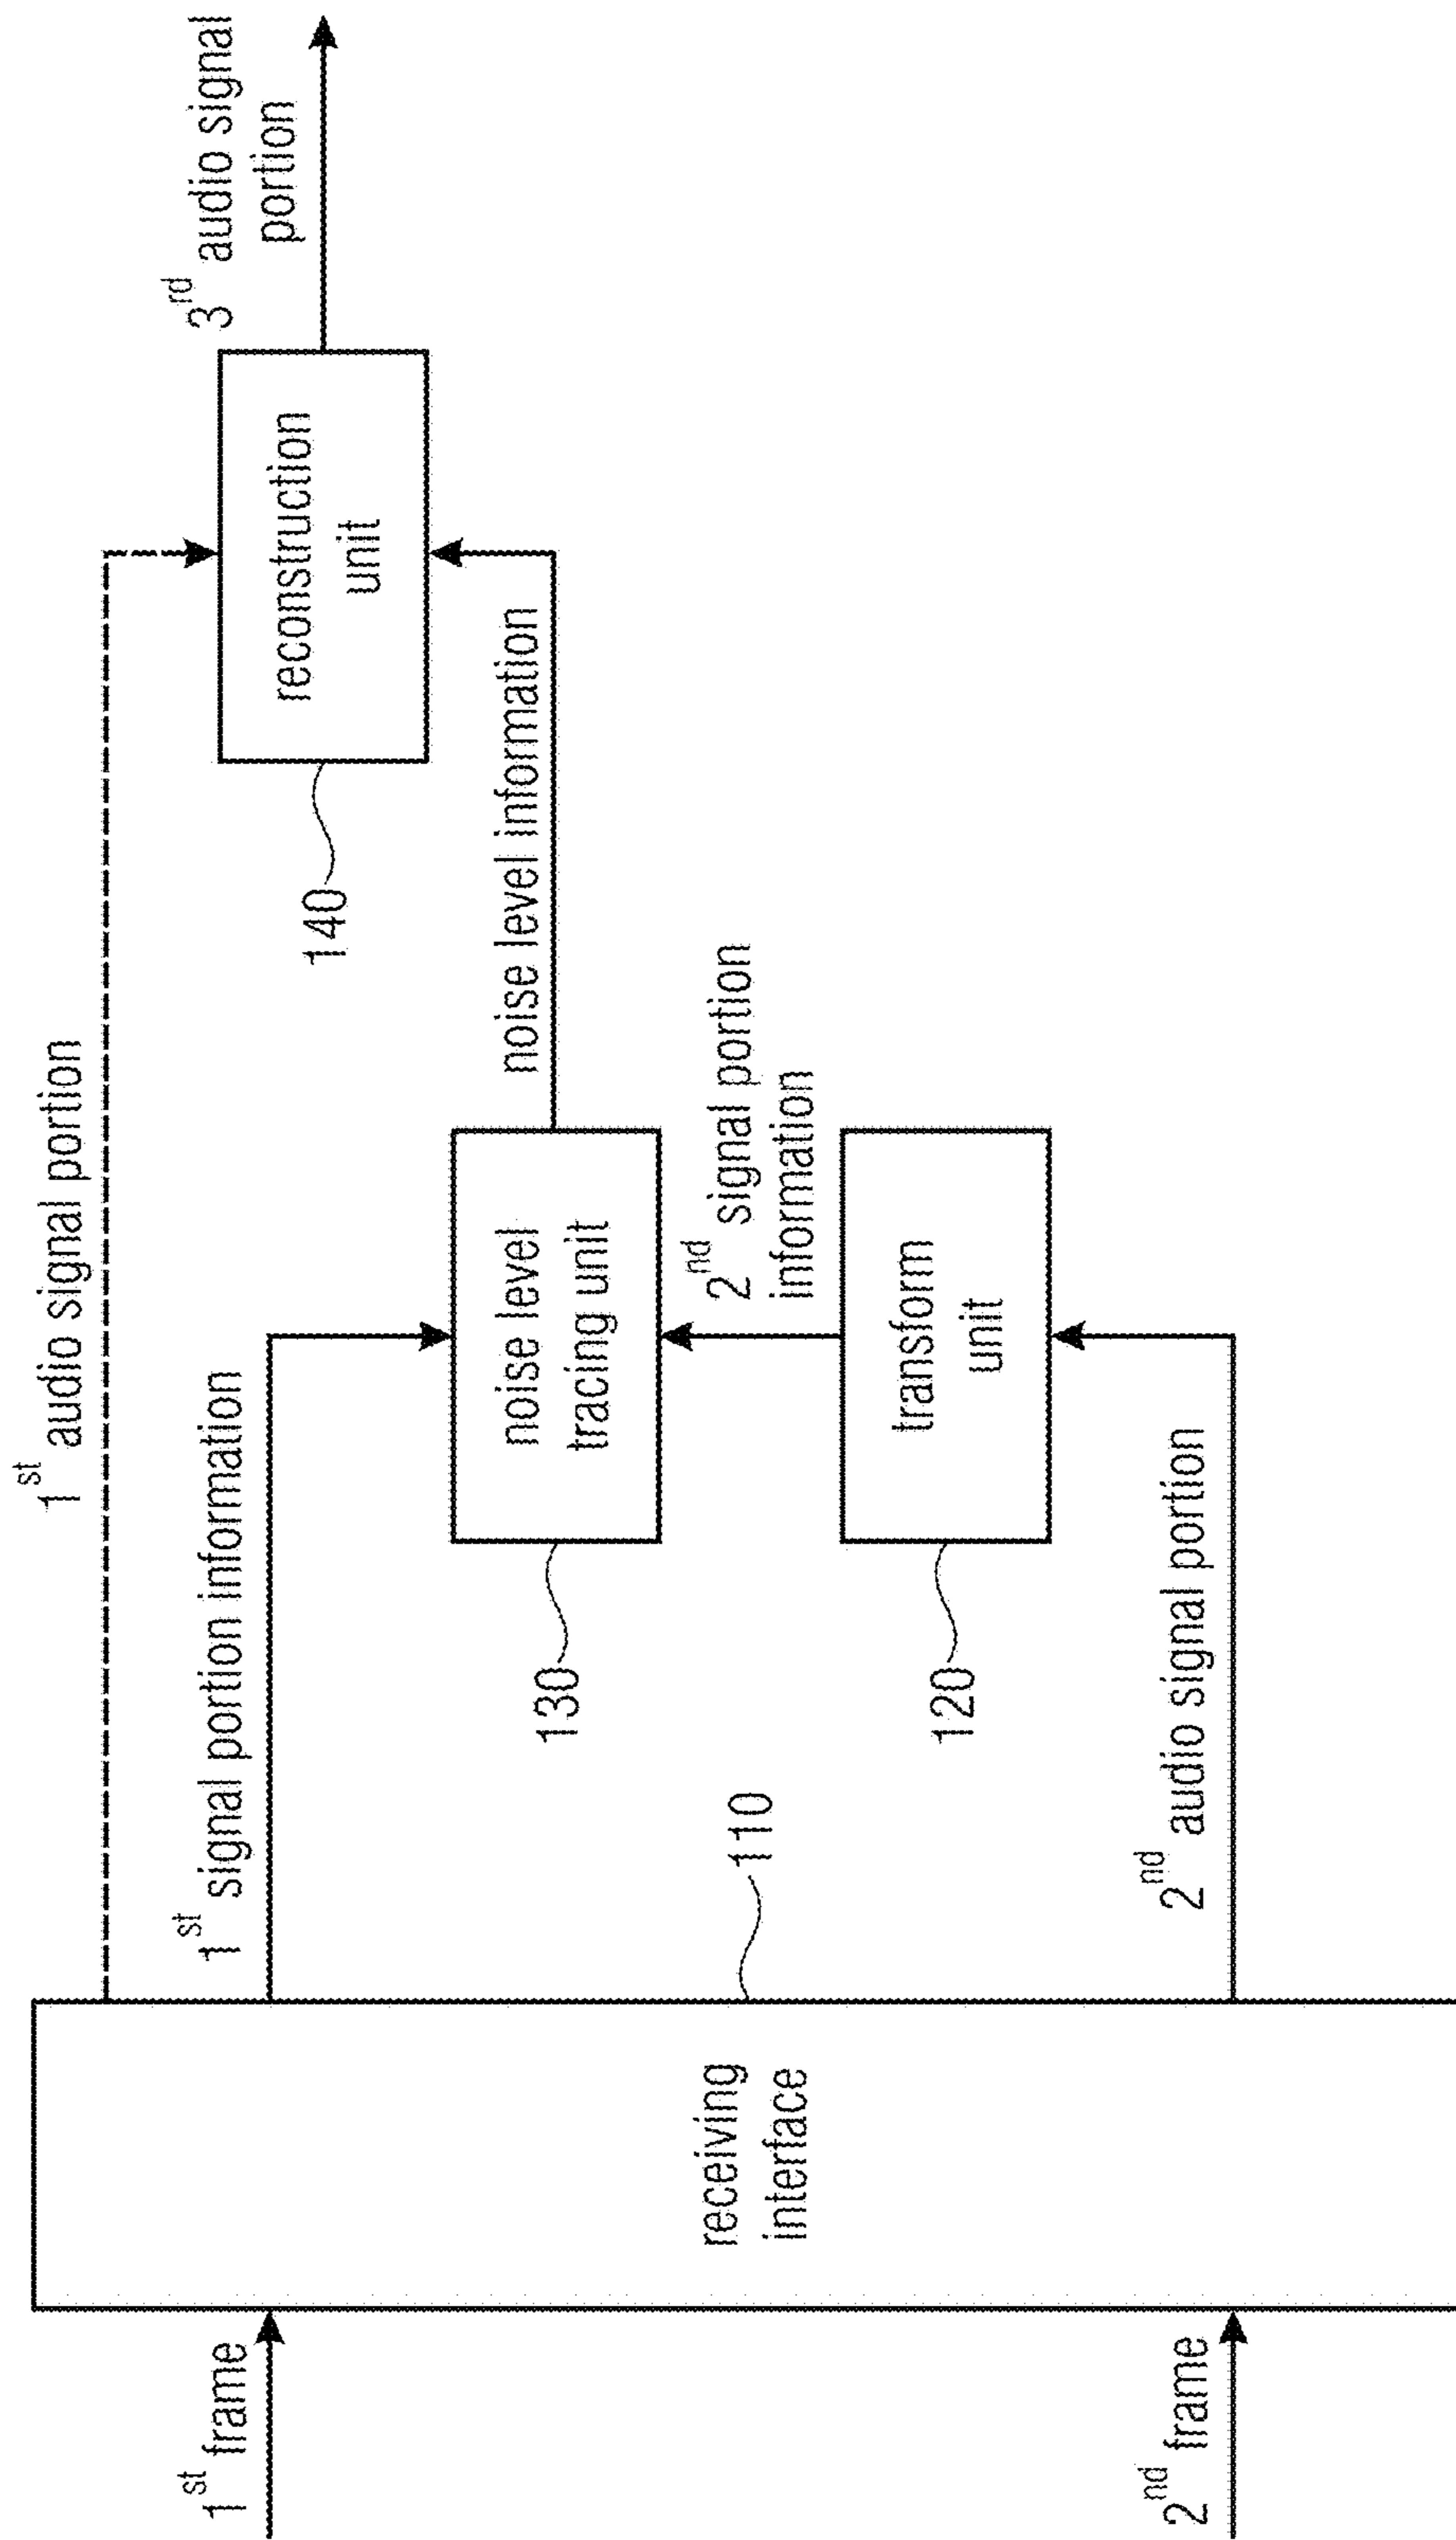 1st frame
2nd frame
receiving
interface
110
1st audio signal portion
1st signal portion information
2nd audio signal portion
130
noise level
tracing unit
120
transform
unit
2nd signal portion
information
noise level information
140
reconstruction
unit
3rd audio signal
portion